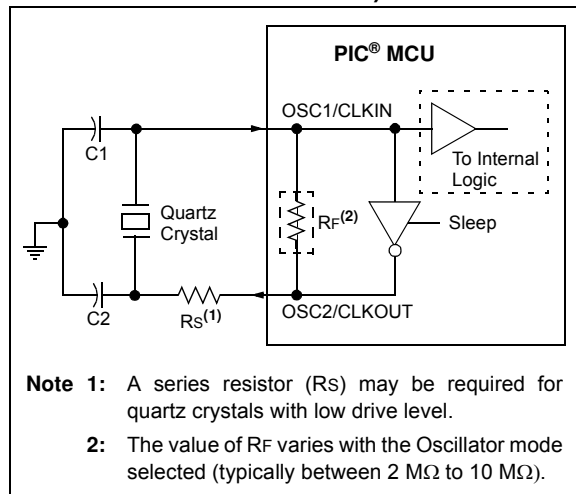 PIC® MCU
OSC1/CLKIN
C1
To Internal
Logic
Quartz
Crystal
RF(2)
Sleep
C2
RS(1)
OSC2/CLKOUT
Note 1: A series resistor (RS) may be required for
quartz crystals with low drive level.
2: The value of RF varies with the Oscillator mode
selected (typically between 2 MΩ to 10 MΩ).